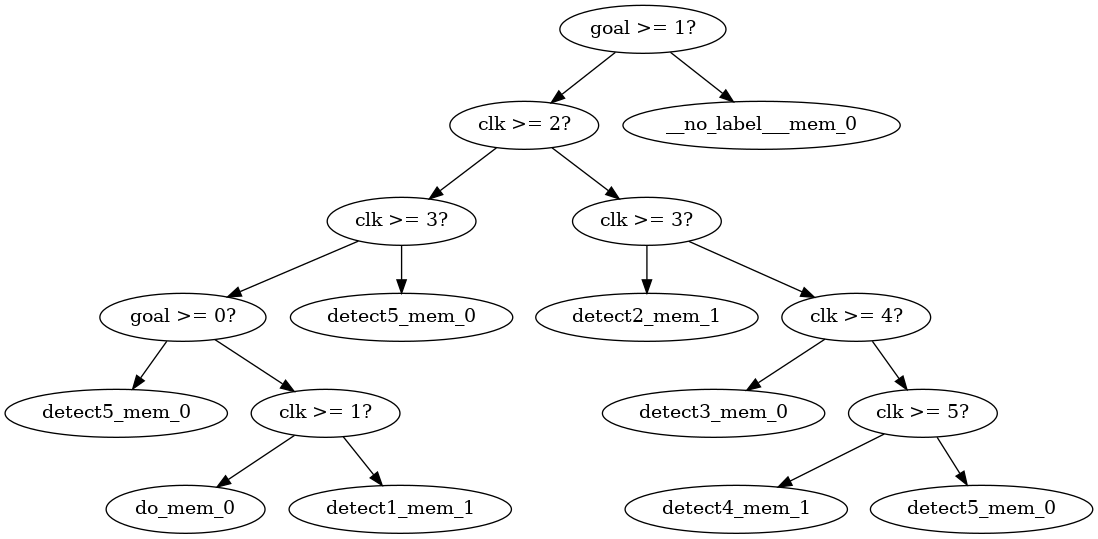 goal >= 1?
clk >= 2?
__no_label___mem_0
clk >= 3?
clk >= 3?
goal >= 0?
detect5_mem_0
detect2_mem_1
clk >= 4?
detect5_mem_0
clk >= 1?
detect3_mem_0
clk >= 5?
do_mem_0
detect1_mem_1
detect4_mem_1
detect5_mem_0